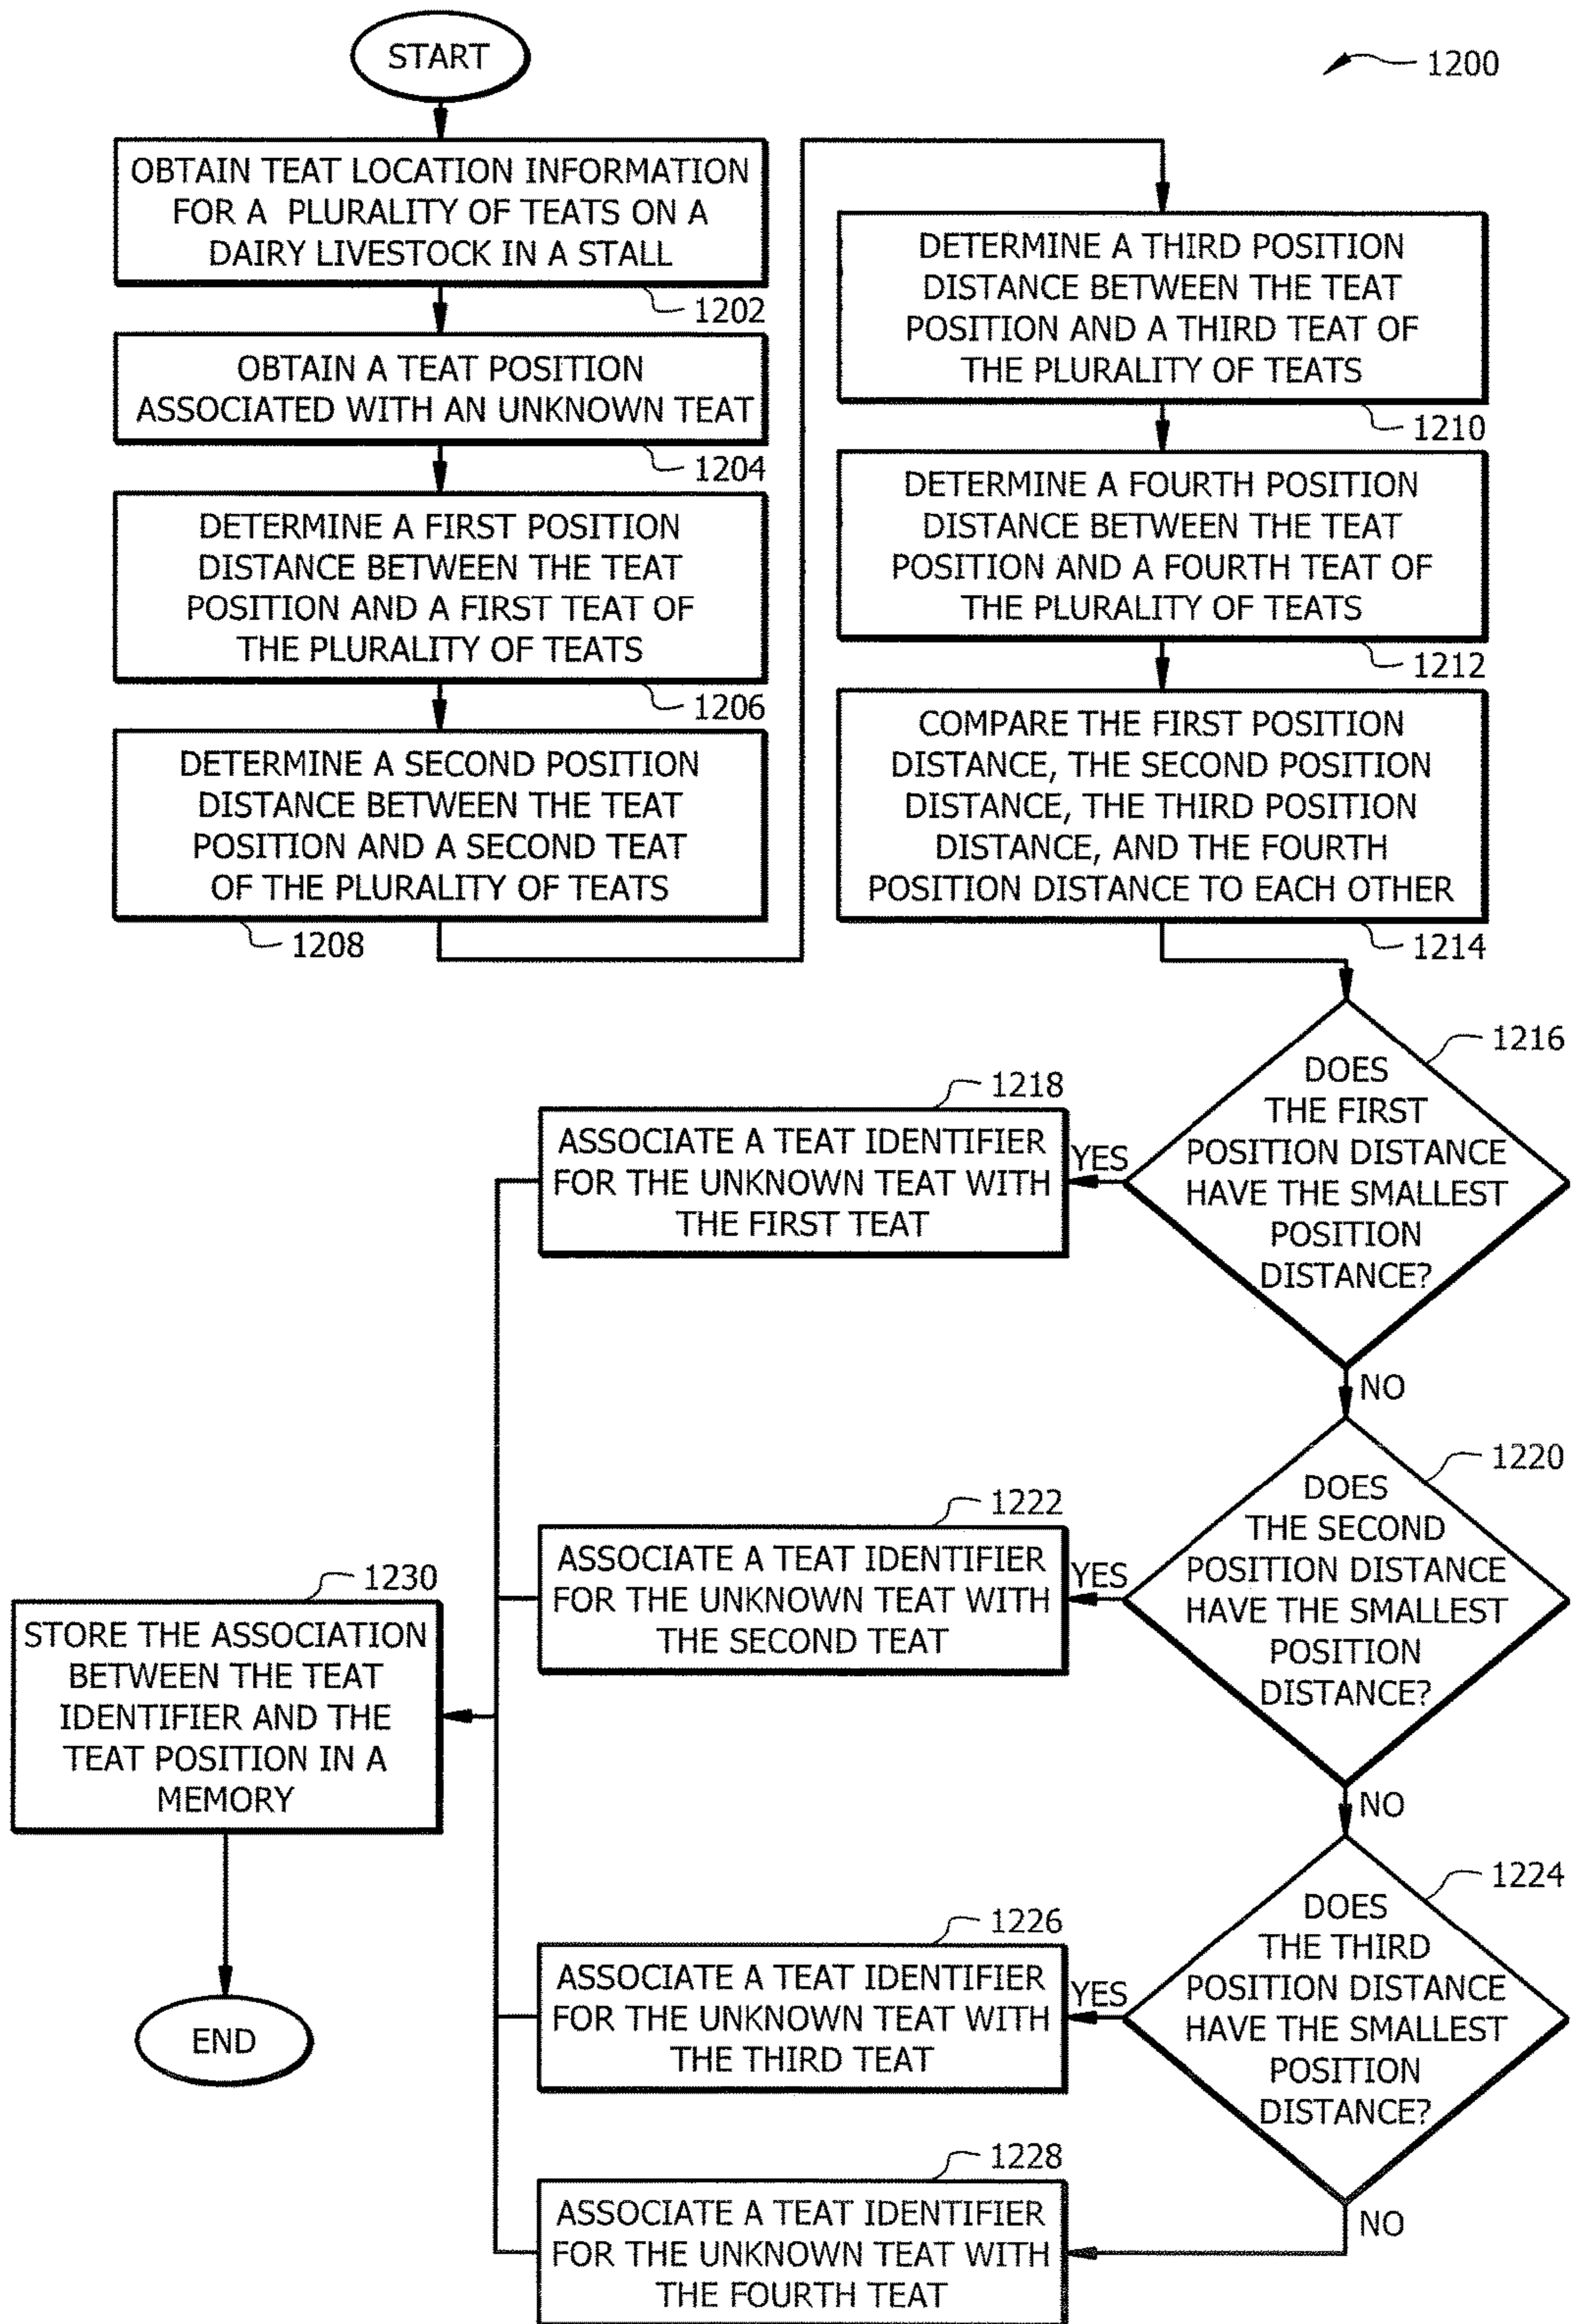 START
1200
OBTAIN TEAT LOCATION INFORMATION
FOR A PLURALITY OF TEATS ON A
DAIRY LIVESTOCK IN A STALL
1202
OBTAIN A TEAT POSITION
ASSOCIATED WITH AN UNKNOWN TEAT
1204
DETERMINE A FIRST POSITION
DISTANCE BETWEEN THE TEAT
POSITION AND A FIRST TEAT OF
THE PLURALITY OF TEATS
1206
DETERMINE A SECOND POSITION
DISTANCE BETWEEN THE TEAT
POSITION AND A SECOND TEAT
OF THE PLURALITY OF TEATS
1208
DETERMINE A THIRD POSITION
DISTANCE BETWEEN THE TEAT
POSITION AND A THIRD TEAT OF
THE PLURALITY OF TEATS
1210
DETERMINE A FOURTH POSITION
DISTANCE BETWEEN THE TEAT
POSITION AND A FOURTH TEAT OF
THE PLURALITY OF TEATS
1212
COMPARE THE FIRST POSITION
DISTANCE, THE SECOND POSITION
DISTANCE, THE THIRD POSITION
DISTANCE, AND THE FOURTH
POSITION DISTANCE TO EACH OTHER
1214
1216
DOES
THE FIRST
POSITION DISTANCE
HAVE THE SMALLEST
POSITION
DISTANCE?
YES
1218
ASSOCIATE A TEAT IDENTIFIER
FOR THE UNKNOWN TEAT WITH
THE FIRST TEAT
NO
1220
DOES
THE SECOND
POSITION DISTANCE
HAVE THE SMALLEST
POSITION
DISTANCE?
YES
1222
ASSOCIATE A TEAT IDENTIFIER
FOR THE UNKNOWN TEAT WITH
THE SECOND TEAT
NO
1224
DOES
THE THIRD
POSITION DISTANCE
HAVE THE SMALLEST
POSITION
DISTANCE?
YES
1226
ASSOCIATE A TEAT IDENTIFIER
FOR THE UNKNOWN TEAT WITH
THE THIRD TEAT
NO
1228
ASSOCIATE A TEAT IDENTIFIER
FOR THE UNKNOWN TEAT WITH
THE FOURTH TEAT
1230
STORE THE ASSOCIATION
BETWEEN THE TEAT
IDENTIFIER AND THE
TEAT POSITION IN A
MEMORY
END